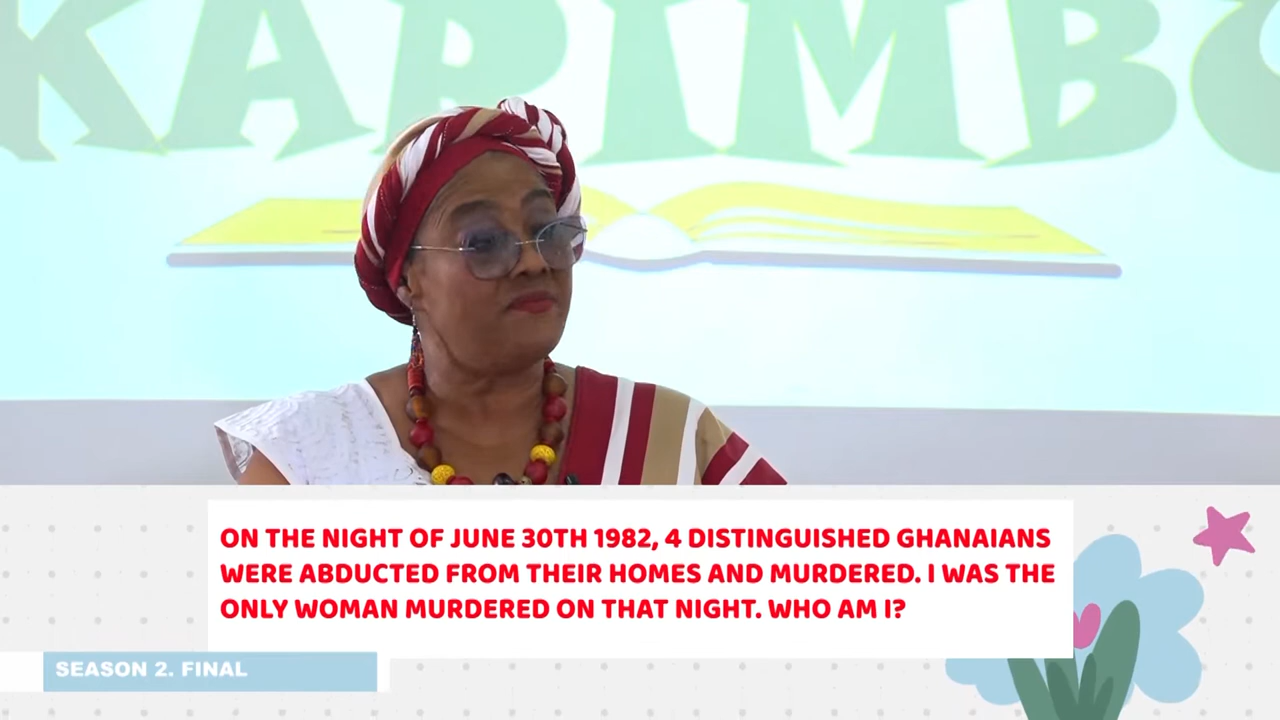 KAPIMBO
ON THE NIGHT OF JUNE 30TH 1982, 4 DISTINGUISHED GHANAIANS
WERE ABDUCTED FROM THEIR HOMES AND MURDERED. I WAS THE
ONLY WOMAN MURDERED ON THAT NIGHT. WHO AM I?
SEASON 2. FINAL